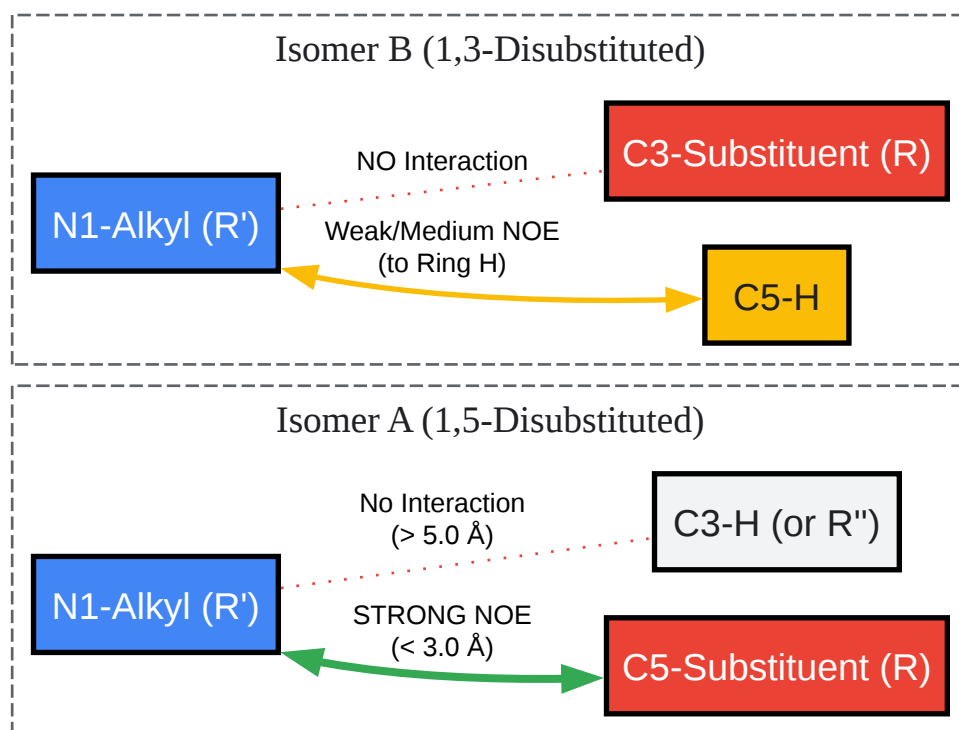 Isomer B (1,3-Disubstituted)
NO Interaction
C3-Substituent (R)
N1-Alkyl (R')
Weak/Medium NOE
(to Ring H)
C5-H
Isomer A (1,5-Disubstituted)
No Interaction
(> 5.0 Å)
C3-H (or R")
N1-Alkyl (R')
STRONG NOE
(< 3.0 Å)
C5-Substituent (R)